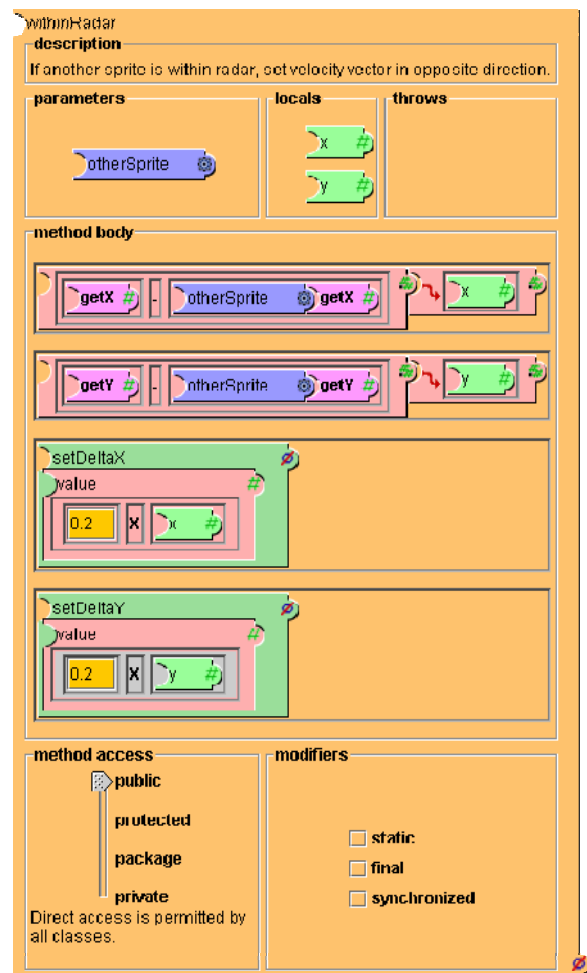 withinRadar
description
If another sprite is within radar, set velocity vector in opposite direction.
parameters
locals
throws
otherSprite
x #
y #
method body
getX # - otherSprite getX # x #
getY # - otherSprite getY # y #
setDeltaX
value #
0.2 X x #
setDeltaY
value #
0.2 X y #
method access
modifiers
public
protected
package
private
Direct access is permitted by
all classes.
static
final
synchronized